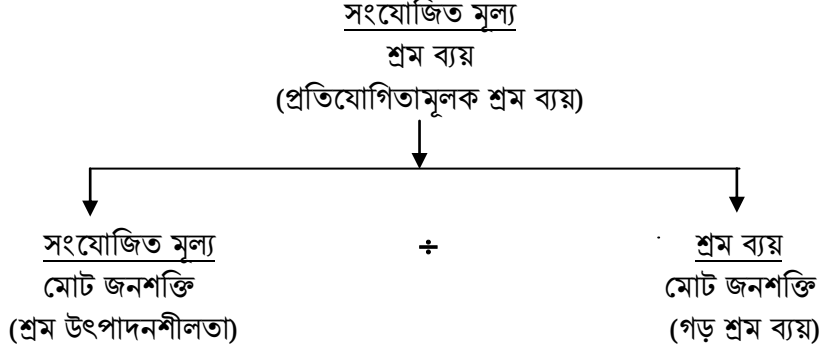 সংযোজিত মূল্য
শ্রম ব্যয়
(প্রতিযোগিতামূলক শ্রম ব্যয়)
সংযোজিত মূল্য ÷ শ্রম ব্যয়
মোট জনশক্তি মোট জনশক্তি
(শ্রম উৎপাদনশীলতা) (গড় শ্রম ব্যয়)